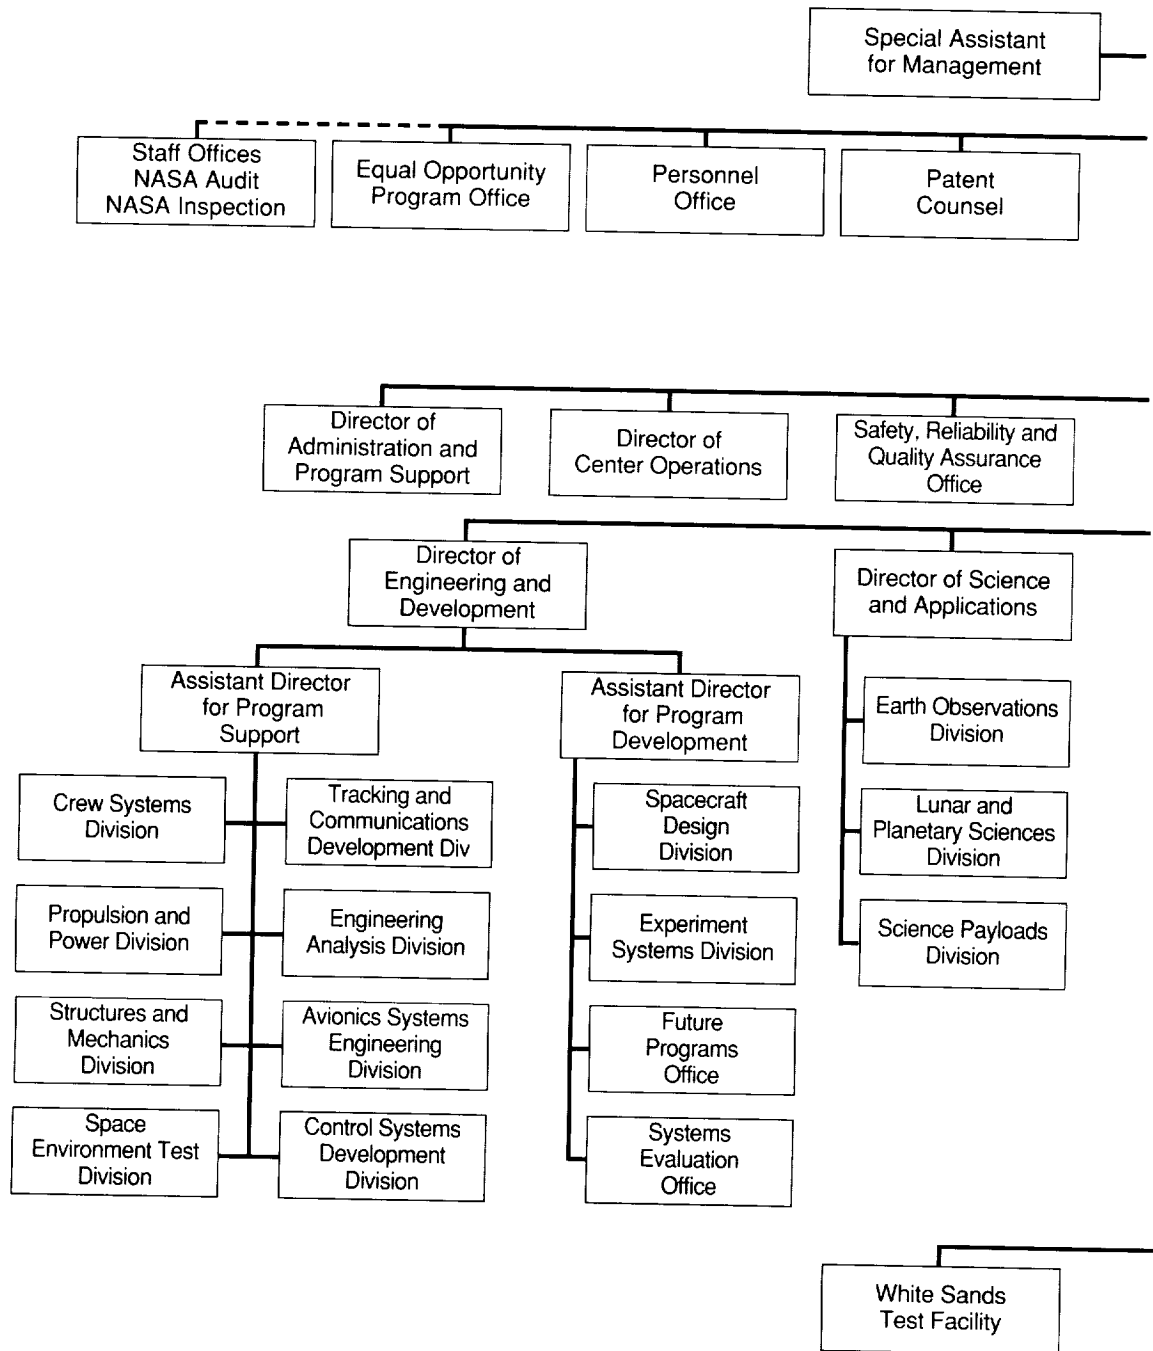 Special Assistant
for Management
Staff Offices
NASA Audit
NASA Inspection
Equal Opportunity
Program Office
Personnel
Office
Patent
Counsel
Director of
Administration and
Program Support
Director of
Center Operations
Safety, Reliability and
Quality Assurance
Office
Director of
Engineering and
Development
Director of Science
and Applications
Assistant Director
for Program
Support
Assistant Director
for Program
Development
Earth Observations
Division
Crew Systems
Division
Tracking and
Communications
Development Div
Spacecraft
Design
Division
Lunar and
Planetary Sciences
Division
Propulsion and
Power Division
Engineering
Analysis Division
Experiment
Systems Division
Science Payloads
Division
Structures and
Mechanics
Division
Avionics Systems
Engineering
Division
Future
Programs
Office
Space
Environment Test
Division
Control Systems
Development
Division
Systems
Evaluation
Office
White Sands
Test Facility